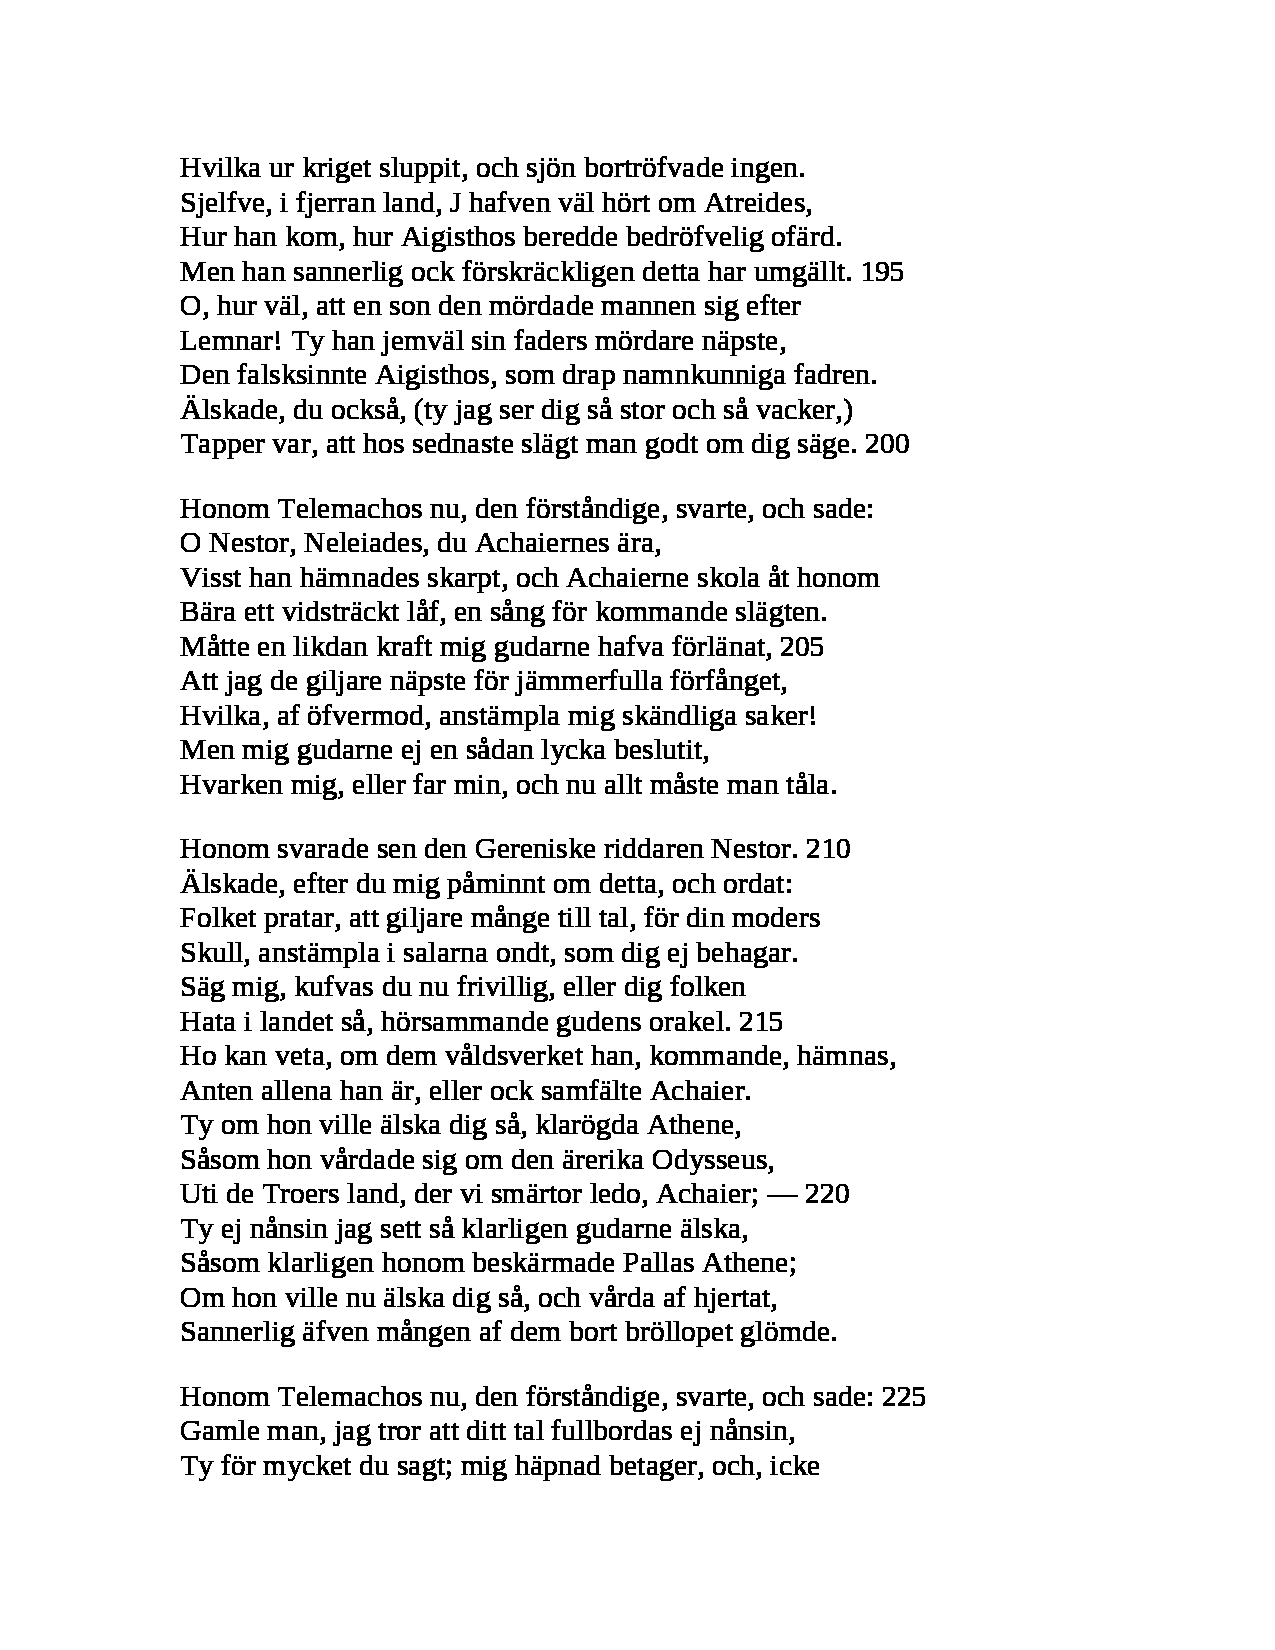 Hvilka ur kriget sluppit, och sjön bortröfvade ingen.
Sjelfve, i fjerran land, J hafven väl hört om Atreides,
Hur han kom, hur Aigisthos beredde bedröfvelig ofärd.
Men han sannerlig ock förskräckligen detta har umgällt. 195
O, hur väl, att en son den mördade mannen sig efter
Lemnar! Ty han jemväl sin faders mördare näpste,
Den falsksinnte Aigisthos, som drap namnkunniga fadren.
Älskade, du också, (ty jag ser dig så stor och så vacker,)
Tapper var, att hos sednaste slägt man godt om dig säge. 200

Honom Telemachos nu, den förståndige, svarte, och sade:
O Nestor, Neleiades, du Achaiernes ära,
Visst han hämnades skarpt, och Achaierne skola åt honom
Bära ett vidsträckt låf, en sång för kommande slägten.
Måtte en likdan kraft mig gudarne hafva förlänat, 205
Att jag de giljare näpste för jämmerfulla förfånget,
Hvilka, af öfvermod, anstämpla mig skändliga saker!
Men mig gudarne ej en sådan lycka beslutit,
Hvarken mig, eller far min, och nu allt måste man tåla.

Honom svarade sen den Gereniske riddaren Nestor. 210
Älskade, efter du mig påminnt om detta, och ordat:
Folket pratar, att giljare månge till tal, för din moders
Skull, anstämpla i salarna ondt, som dig ej behagar.
Säg mig, kufvas du nu frivillig, eller dig folken
Hata i landet så, hörsammande gudens orakel. 215
Ho kan veta, om dem våldsverket han, kommande, hämnas,
Anten allena han är, eller ock samfälte Achaier.
Ty om hon ville älska dig så, klarögda Athene,
Såsom hon vårdade sig om den ärerika Odysseus,
Uti de Troers land, der vi smärtor ledo, Achaier; — 220
Ty ej nånsin jag sett så klarligen gudarne älska,
Såsom klarligen honom beskärmade Pallas Athene;
Om hon ville nu älska dig så, och vårda af hjertat,
Sannerlig äfven mången af dem bort bröllopet glömde.

Honom Telemachos nu, den förståndige, svarte, och sade: 225
Gamle man, jag tror att ditt tal fullbordas ej nånsin,
Ty för mycket du sagt; mig häpnad betager, och, icke